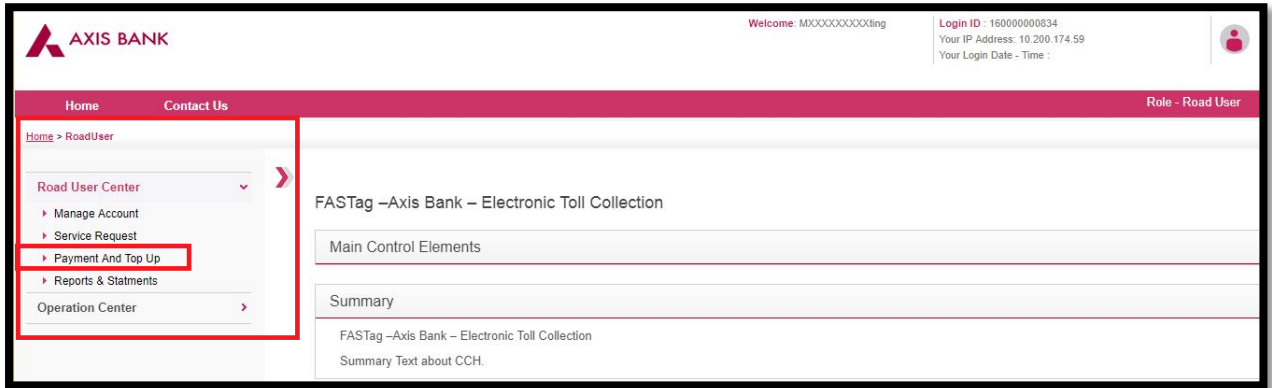 AXIS BANK
Welcome: MXXXXXXXXXting
Login ID : 160000000834
Your IP Address: 10.200.174.59
Your Login Date - Time :
Home Contact Us Role - Road User
Home > RoadUser
Road User Center
Manage Account
Service Request
Payment And Top Up
Reports & Statments
Operation Center
FASTag –Axis Bank – Electronic Toll Collection
Main Control Elements
Summary
FASTag –Axis Bank – Electronic Toll Collection
Summary Text about CCH.